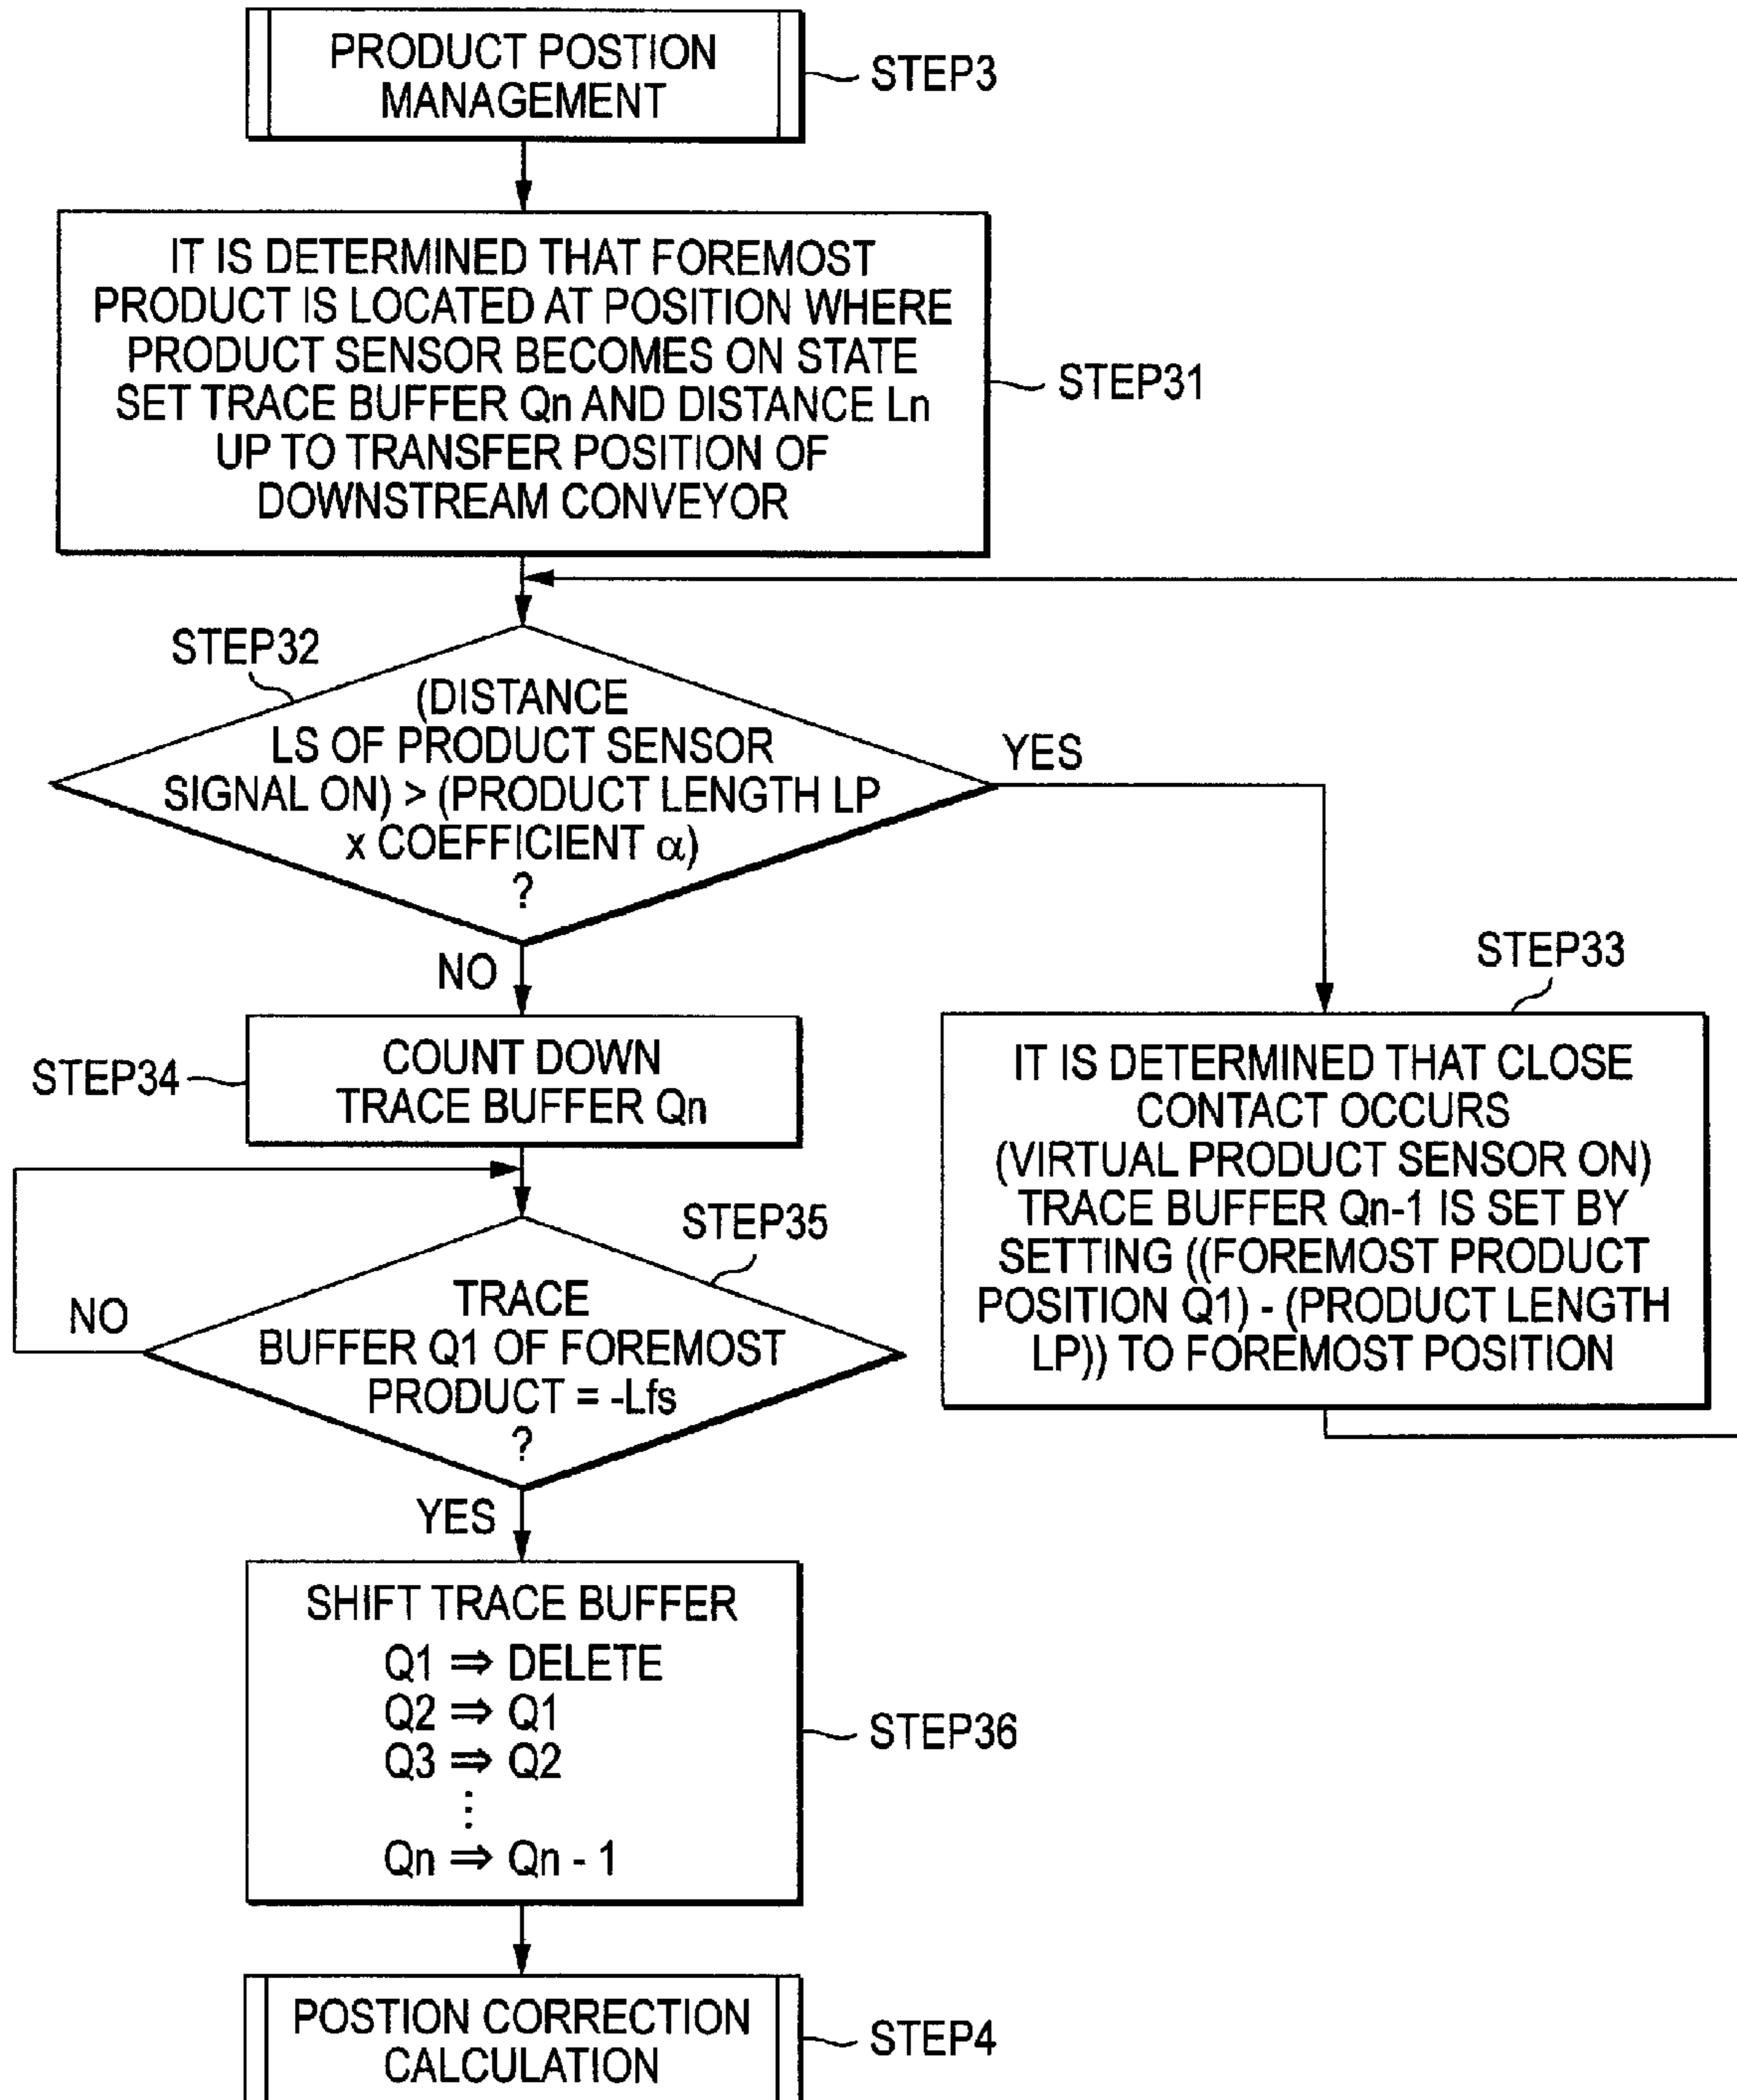 PRODUCT POSTION
MANAGEMENT
STEP3
IT IS DETERMINED THAT FOREMOST
PRODUCT IS LOCATED AT POSITION WHERE
PRODUCT SENSOR BECOMES ON STATE
SET TRACE BUFFER Qn AND DISTANCE Ln
UP TO TRANSFER POSITION OF
DOWNSTREAM CONVEYOR
STEP31
STEP32
(DISTANCE
LS OF PRODUCT SENSOR
SIGNAL ON) > (PRODUCT LENGTH LP
x COEFFICIENT α)
?
YES
NO
STEP33
IT IS DETERMINED THAT CLOSE
CONTACT OCCURS
(VIRTUAL PRODUCT SENSOR ON)
TRACE BUFFER Qn-1 IS SET BY
SETTING ((FOREMOST PRODUCT
POSITION Q1) - (PRODUCT LENGTH
LP)) TO FOREMOST POSITION
STEP34
COUNT DOWN
TRACE BUFFER Qn
STEP35
TRACE
BUFFER Q1 OF FOREMOST
PRODUCT = -Lfs
?
NO
YES
SHIFT TRACE BUFFER
Q1 ⇒ DELETE
Q2 ⇒ Q1
Q3 ⇒ Q2
⋮
Qn ⇒ Qn - 1
STEP36
POSTION CORRECTION
CALCULATION
STEP4